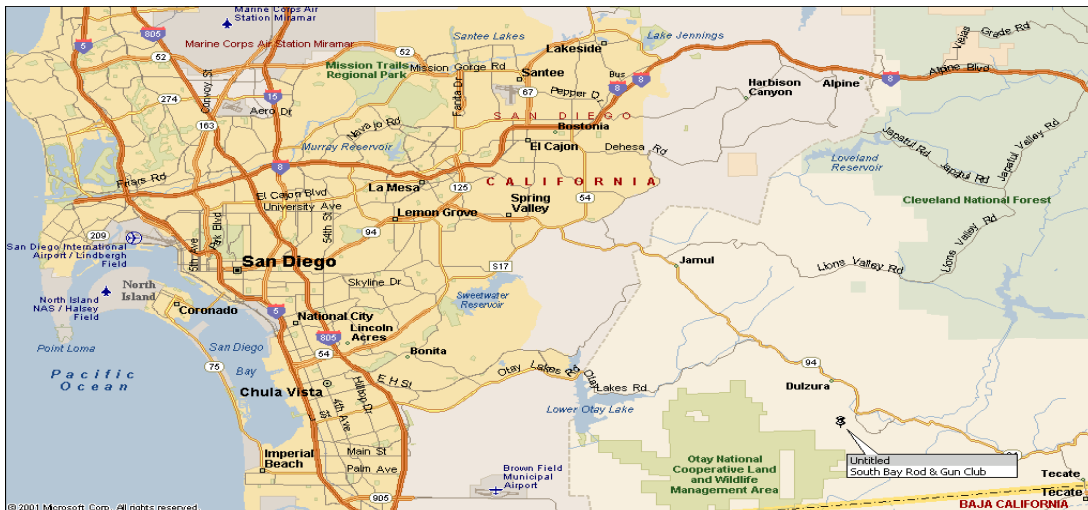 Marine Corps Air
Station Miramar
805
5
Marine Corps Air Station Miramar
52
Santee Lakes
Lakeside
Lake Jennings
Viejas
Grade Rd
52
Convoy St
Mission Trails
Regional Park
52
Mission Gorge Rd
Santee
Bus
8
8
Harbison
Canyon
Alpine
8
Alpine Blvd
274
15
Aero Dr
Fanita Dr
67
Pepper Dr
163
Navajo Rd
SAN DIEGO
Bostonia
Murray Reservoir
El Cajon
Dehesa Rd
Japatul Rd
Japatul Valley Rd
Loveland
Reservoir
Japatul Rd
Friars Rd
8
La Mesa
125
CALIFORNIA
El Cajon Blvd
University Ave
54th St
Spring
Valley
54
Cleveland National Forest
209
5th Ave
Park Blvd
94
Lemon Grove
Lions Valley Rd
San Diego International
Airport / Lindbergh
Field
San Diego
S17
Jamul
Lions Valley Rd
North Island
NAS / Halsey
Field
North
Island
Skyline Dr
Sweetwater
Reservoir
Coronado
5
National City
Lincoln
Acres
805
Point Loma
San Diego
Bay
54
Bonita
Pacific
Ocean
75
E H St
Otay Lakes Rd
Otay
Lakes Rd
94
Dulzura
Chula Vista
Hilltop Dr
4th Ave
Lower Otay Lake
Imperial
Beach
Main St
Palm Ave
Brown Field
Municipal
Airport
Otay National
Cooperative Land
and Wildlife
Management Area
Untitled
South Bay Rod & Gun Club
94
Tecate
Tecate
905
BAJA CALIFORNIA
© 2001 Microsoft Corp. All rights reserved.